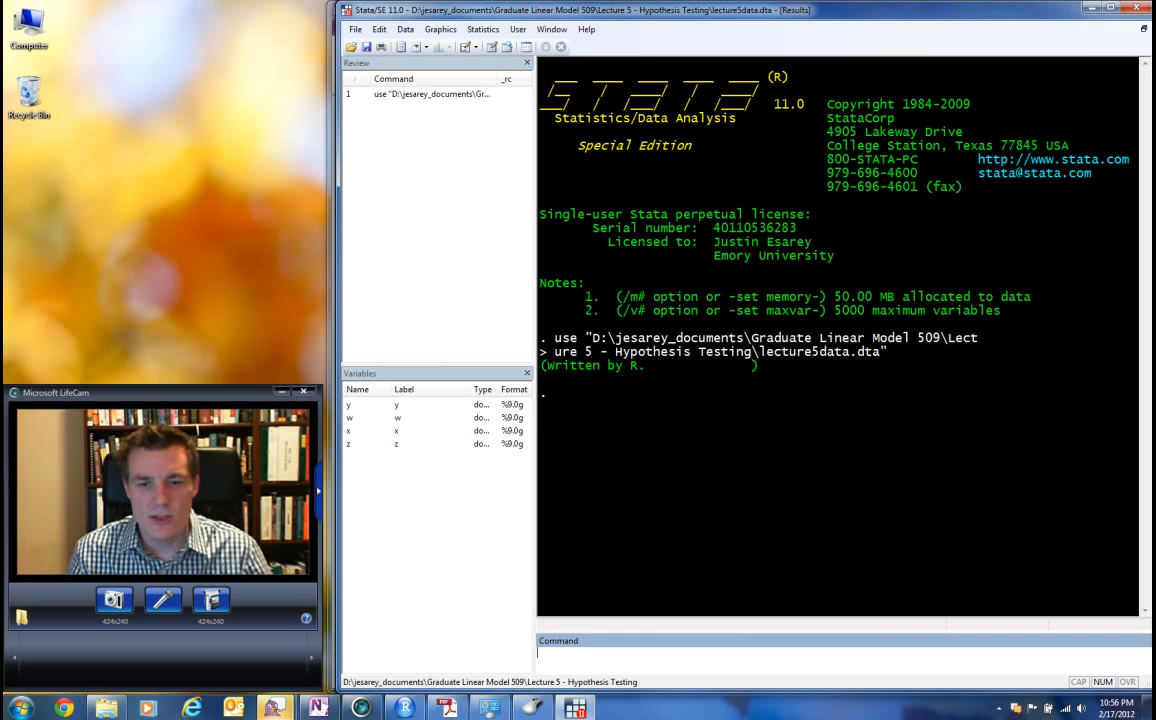 Computer
Recycle Bin
Stata/SE 11.0 - D:\jesarey_documents\Graduate Linear Model 509\Lecture 5 - Hypothesis Testing\lecture5data.dta - [Results]
File Edit Data Graphics Statistics User Window Help
Review
Command _rc
1 use "D:\jesarey_documents\Gr...
Variables
Name Label Type Format
y y do... %9.0g
w w do... %9.0g
x x do... %9.0g
z z do... %9.0g
(R)
11.0 Copyright 1984-2009
Statistics/Data Analysis StataCorp
4905 Lakeway Drive
Special Edition College Station, Texas 77845 USA
800-STATA-PC http://www.stata.com
979-696-4600 stata@stata.com
979-696-4601 (fax)
Single-user Stata perpetual license:
Serial number: 40110536283
Licensed to: Justin Esarey
Emory University
Notes:
1. (/m# option or -set memory-) 50.00 MB allocated to data
2. (/v# option or -set maxvar-) 5000 maximum variables
. use "D:\jesarey_documents\Graduate Linear Model 509\Lect
> ure 5 - Hypothesis Testing\lecture5data.dta"
(Written by R. )
.
Command
D:\jesarey_documents\Graduate Linear Model 509\Lecture 5 - Hypothesis Testing
CAP NUM OVR
Microsoft LifeCam
424x240 424x240
10:56 PM
2/17/2012